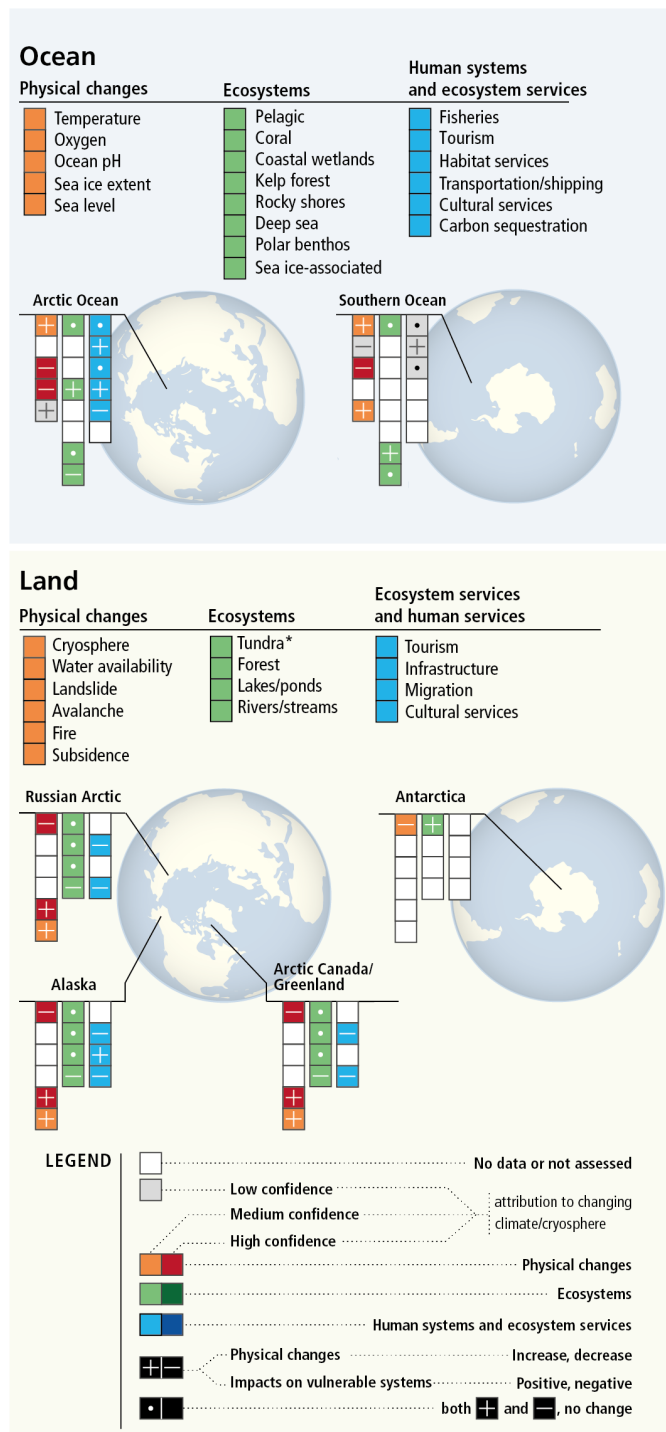 Ocean
Physical changes
Temperature
Oxygen
Ocean pH
Sea ice extent
Sea level
Ecosystems
Pelagic
Coral
Coastal wetlands
Kelp forest
Rocky shores
Deep sea
Polar benthos
Sea ice-associated
Human systems
and ecosystem services
Fisheries
Tourism
Habitat services
Transportation/shipping
Cultural services
Carbon sequestration
Arctic Ocean
Southern Ocean
Land
Physical changes
Cryosphere
Water availability
Landslide
Avalanche
Fire
Subsidence
Ecosystems
Tundra*
Forest
Lakes/ponds
Rivers/streams
Ecosystem services
and human services
Tourism
Infrastructure
Migration
Cultural services
Russian Arctic
Antarctica
Alaska
Arctic Canada/
Greenland
LEGEND
No data or not assessed
Low confidence
Medium confidence
High confidence
attribution to changing
climate/cryosphere
Physical changes
Ecosystems
Human systems and ecosystem services
Physical changes Increase, decrease
Impacts on vulnerable systems Positive, negative
both + and −, no change